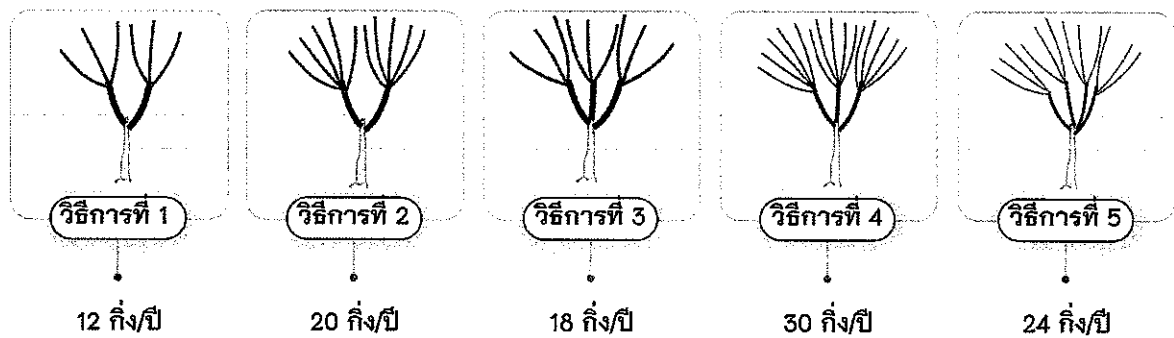 วิธีการที่ 1
วิธีการที่ 2
วิธีการที่ 3
วิธีการที่ 4
วิธีการที่ 5
12 กิ่ง/ปี
20 กิ่ง/ปี
18 กิ่ง/ปี
30 กิ่ง/ปี
24 กิ่ง/ปี